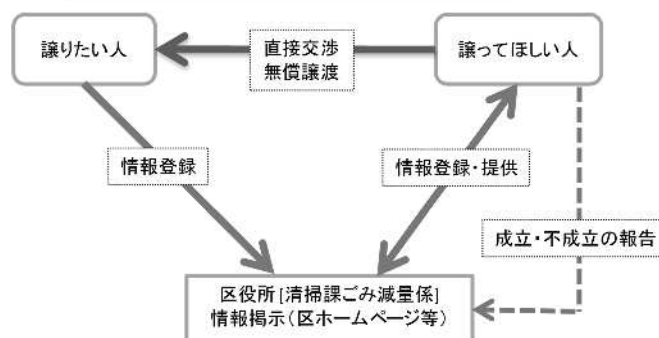 譲りたい人
直接交渉
無償譲渡
譲ってほしい人
情報登録
情報登録・提供
成立・不成立の報告
区役所[清掃課ごみ減量係]
情報掲示(区ホームページ等)